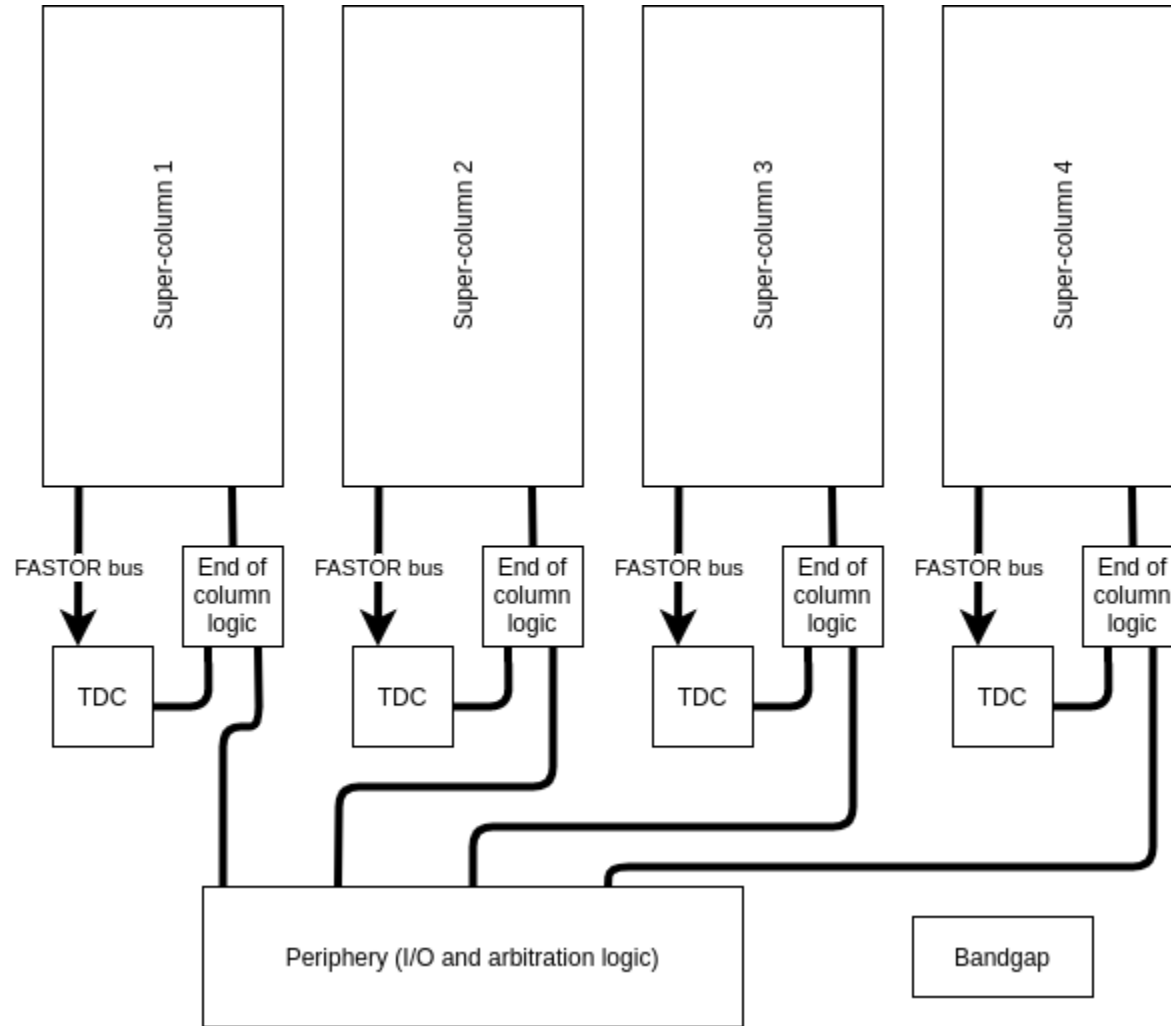 Super-column 1
Super-column 2
Super-column 3
Super-column 4
FASTOR bus
End of
column
logic
FASTOR bus
End of
column
logic
FASTOR bus
End of
column
logic
FASTOR bus
End of
column
logic
TDC
TDC
TDC
TDC
Periphery (I/O and arbitration logic)
Bandgap